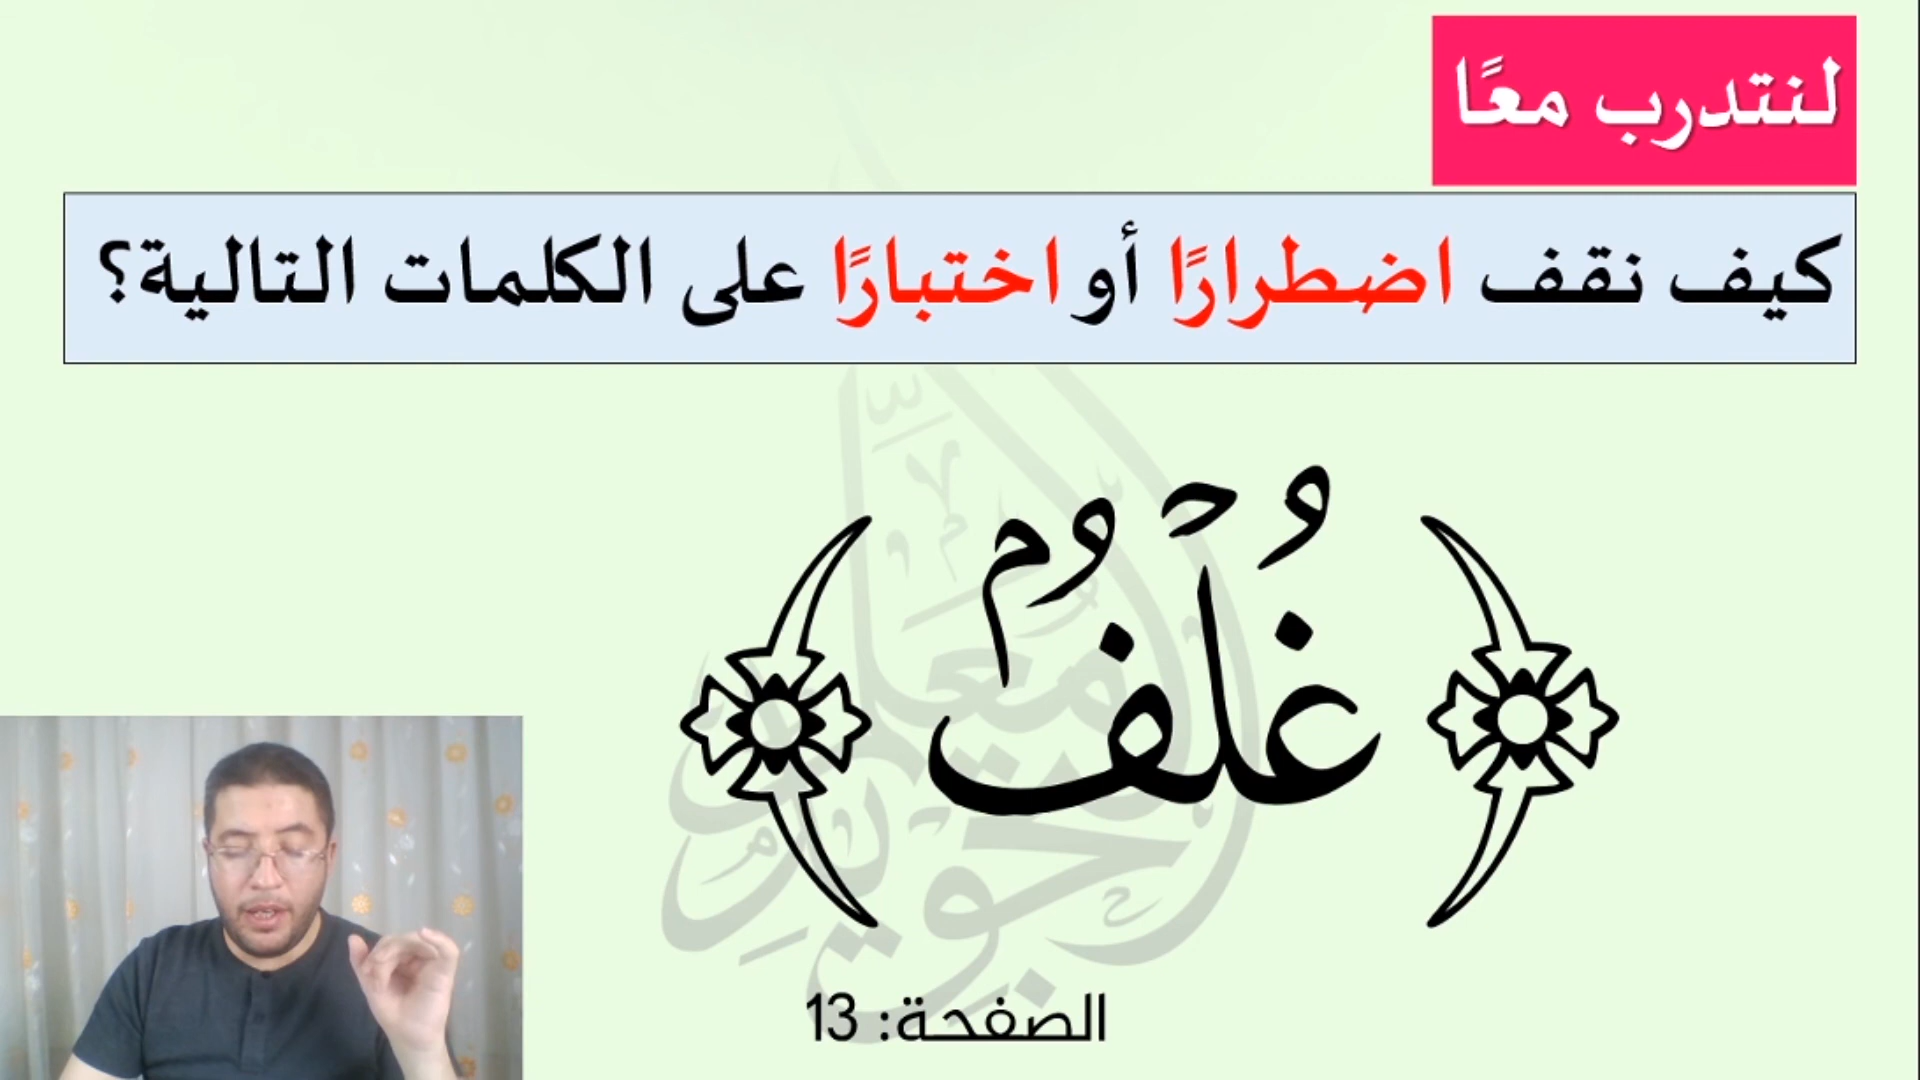 لنتدرب معًا
كيف نقف اضطرارًا أو اختبارًا على الكلمات التالية؟
﴿ غُلۡفُۢ ﴾
الصفحة: 13